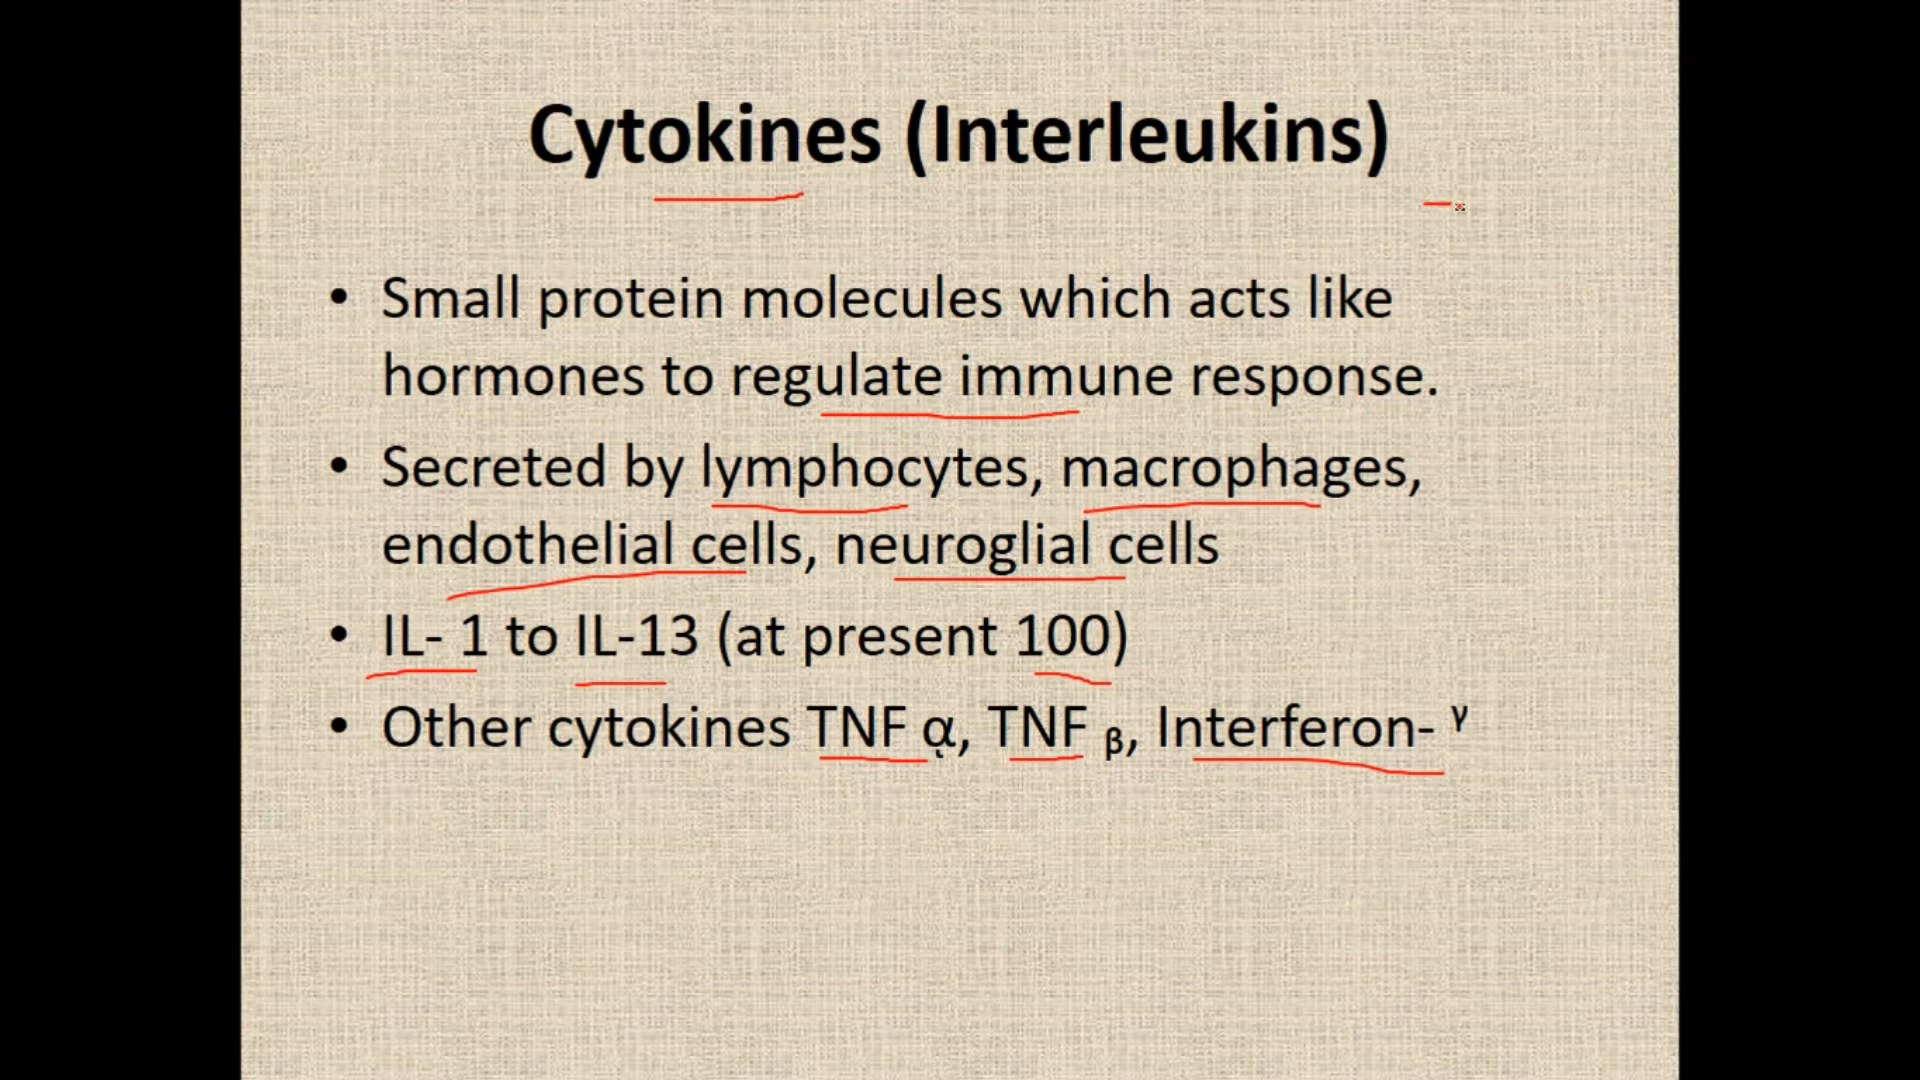 Cytokines (Interleukins)
• Small protein molecules which acts like
hormones to regulate immune response.
• Secreted by lymphocytes, macrophages,
endothelial cells, neuroglial cells
• IL- 1 to IL-13 (at present 100)
• Other cytokines TNF α, TNF β, Interferon- γ